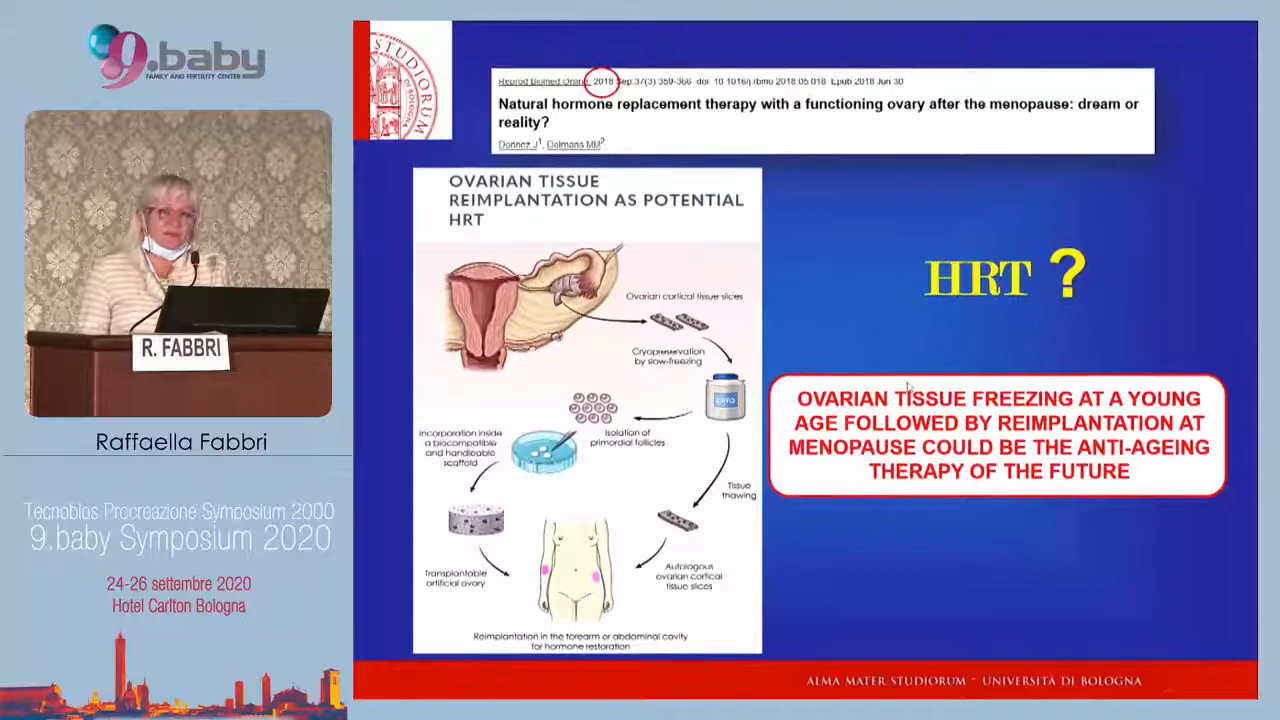 9.baby
FAMILY AND FERTILITY CENTER
R. FABBRI
Raffaella Fabbri
Tecnobios Procreazione Symposium 2000
9.baby Symposium 2020
24-26 settembre 2020
Hotel Carlton Bologna
STUDIORUM
Reprod Biomed Online. 2018 Sep;37(3) 359-366 doi 10 1016/j rbmo 2018.05.018 Epub 2018 Jun 30
Natural hormone replacement therapy with a functioning ovary after the menopause: dream or
reality?
Donnez J1, Dolmans MM2
OVARIAN TISSUE
REIMPLANTATION AS POTENTIAL
HRT
Ovarian cortical tissue slices
Cryopreservation
by slow-freezing
CRYO
Isolation of
primordial follicles
Incorporation inside
a biocompatible
and handleable
scaffold
Tissue
thawing
Transplantable
artificial ovary
Autologous
ovarian cortical
tissue slices
Reimplantation in the forearm or abdominal cavity
for hormone restoration
HRT ?
OVARIAN TISSUE FREEZING AT A YOUNG
AGE FOLLOWED BY REIMPLANTATION AT
MENOPAUSE COULD BE THE ANTI-AGEING
THERAPY OF THE FUTURE
ALMA MATER STUDIORUM ~ UNIVERSITÀ DI BOLOGNA